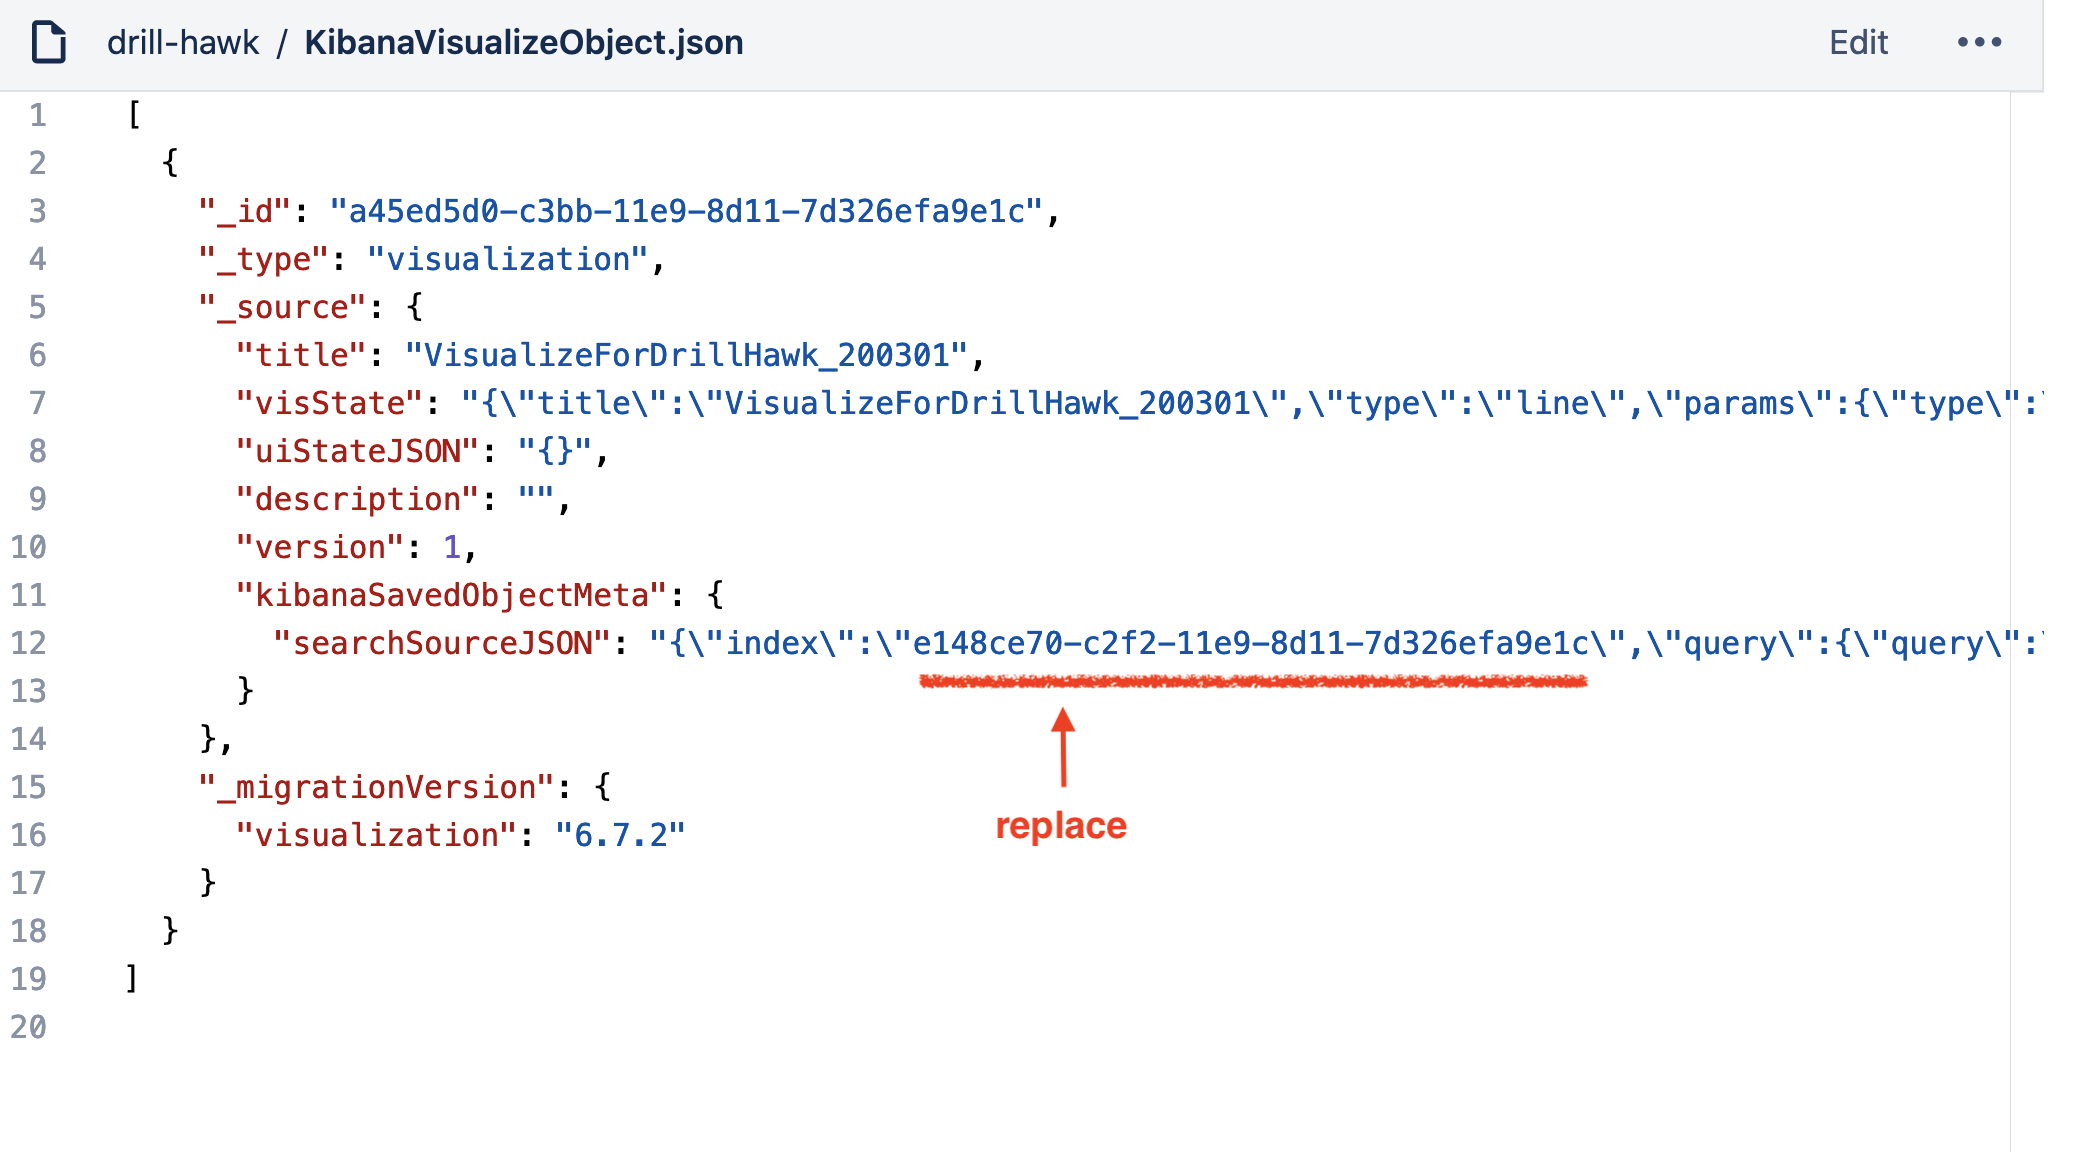 drill-hawk / KibanaVisualizeObject.json Edit •••
1 [
2 {
3 "_id": "a45ed5d0-c3bb-11e9-8d11-7d326efa9e1c",
4 "_type": "visualization",
5 "_source": {
6 "title": "VisualizeForDrillHawk_200301",
7 "visState": "{\"title\":\"VisualizeForDrillHawk_200301\",\"type\":\"line\",\"params\":{\"type\":
8 "uiStateJSON": "{}",
9 "description": "",
10 "version": 1,
11 "kibanaSavedObjectMeta": {
12 "searchSourceJSON": "{\"index\":\"e148ce70-c2f2-11e9-8d11-7d326efa9e1c\",\"query\":{\"query\":
13 }
14 },
15 "_migrationVersion": {
16 "visualization": "6.7.2"
replace
17 }
18 }
19 ]
20